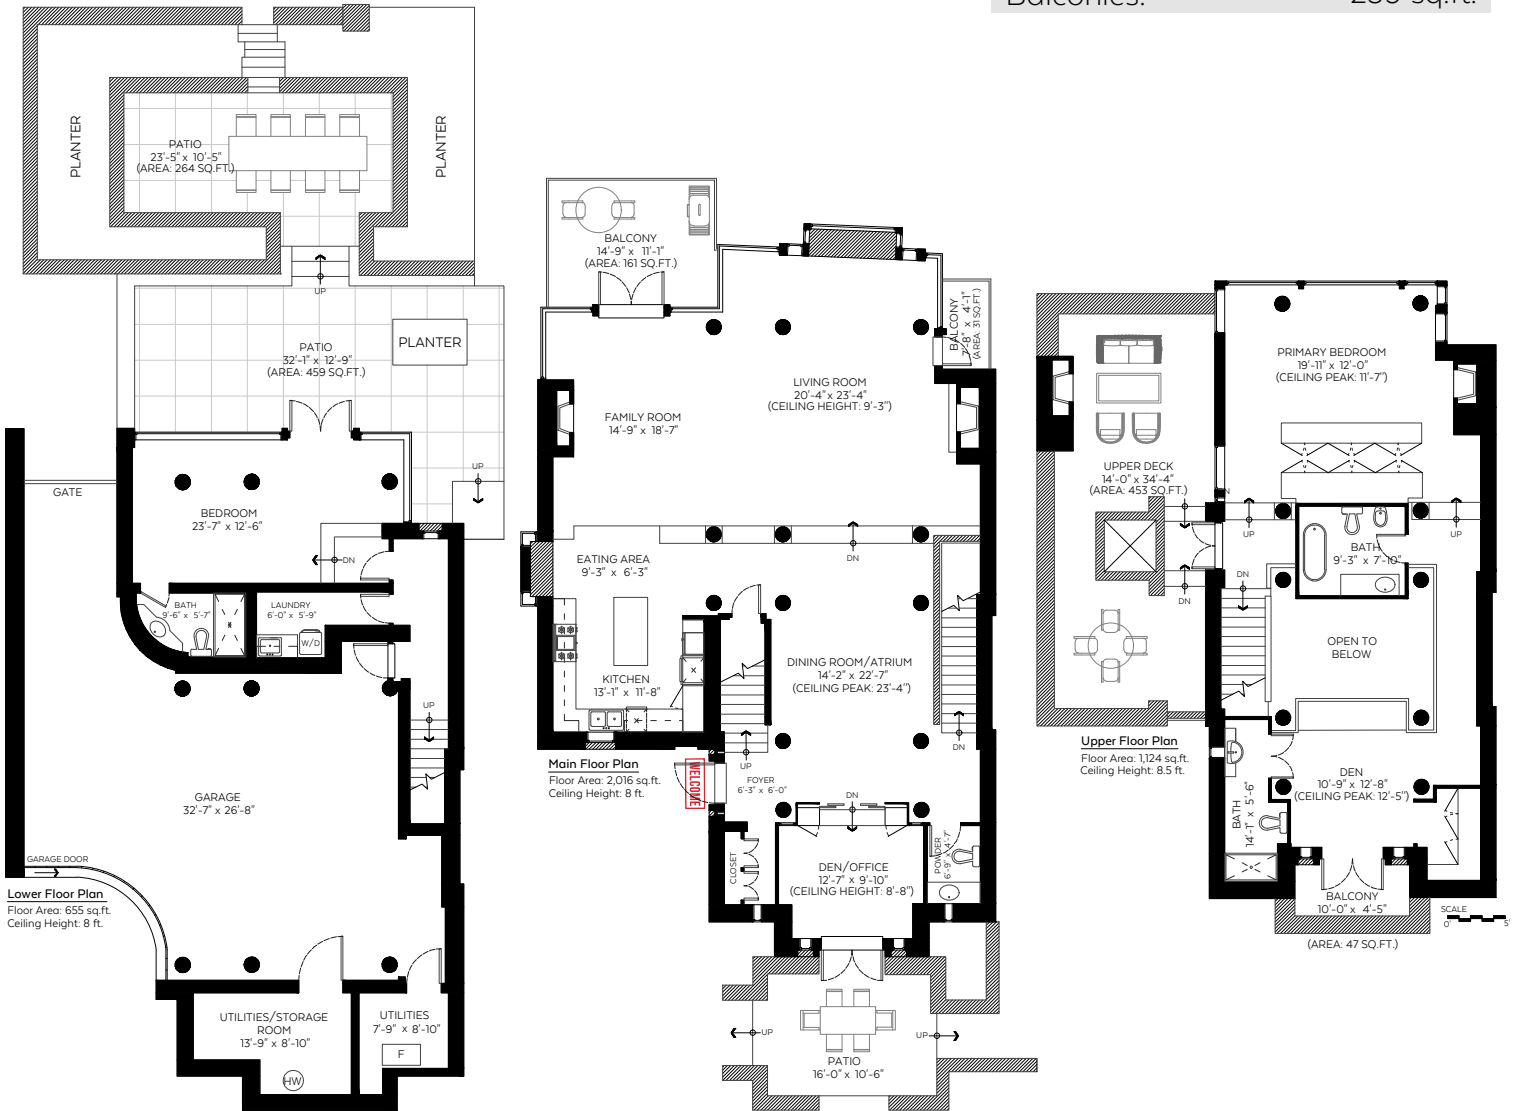 Balconies:
PLANTER
PATIO
23'-5" x 10'-5"
(AREA: 264 SQ.FT.)
PLANTER
UP
PATIO
32'-1" x 12'-9"
(AREA: 459 SQ.FT.)
PLANTER
GATE
UP
BEDROOM
23'-7" x 12'-6"
DN
BATH
9'-6" x 5'-7"
LAUNDRY
6'-0" x 5'-9"
W/D
UP
GARAGE
32'-7" x 26'-8"
GARAGE DOOR
Lower Floor Plan
Floor Area: 655 sq.ft.
Ceiling Height: 8 ft.
UTILITIES/STORAGE
ROOM
13'-9" x 8'-10"
HW
UTILITIES
7'-9" x 8'-10"
F
BALCONY
14'-9" x 11'-1"
(AREA: 161 SQ.FT.)
BALCONY
7'-8" x 4'-1"
(AREA: 31 SQ.FT.)
LIVING ROOM
20'-4" x 23'-4"
(CEILING HEIGHT: 9'-3")
FAMILY ROOM
14'-9" x 18'-7"
EATING AREA
9'-3" x 6'-3"
DN
KITCHEN
13'-1" x 11'-8"
DINING ROOM/ATRIUM
14'-2" x 22'-7"
(CEILING PEAK: 23'-4")
DN
UP
Main Floor Plan
Floor Area: 2,016 sq.ft.
Ceiling Height: 8 ft.
WELCOME
FOYER
6'-3" x 6'-0"
DN
CLOSET
DEN/OFFICE
12'-7" x 9'-10"
(CEILING HEIGHT: 8'-8")
POWDER
6'-9" x 4'-7"
UP
UP
PATIO
16'-0" x 10'-6"
PRIMARY BEDROOM
19'-11" x 12'-0"
(CEILING PEAK: 11'-7")
UPPER DECK
14'-0" x 34'-4"
(AREA: 453 SQ.FT.)
DN
UP
UP
BATH
9'-3" x 7'-10"
DN
DN
OPEN TO
BELOW
Upper Floor Plan
Floor Area: 1,124 sq.ft.
Ceiling Height: 8.5 ft.
BATH
14'-1" x 5'-6"
DEN
10'-9" x 12'-8"
(CEILING PEAK: 12'-5")
BALCONY
10'-0" x 4'-5"
(AREA: 47 SQ.FT.)
SCALE
0' 5'